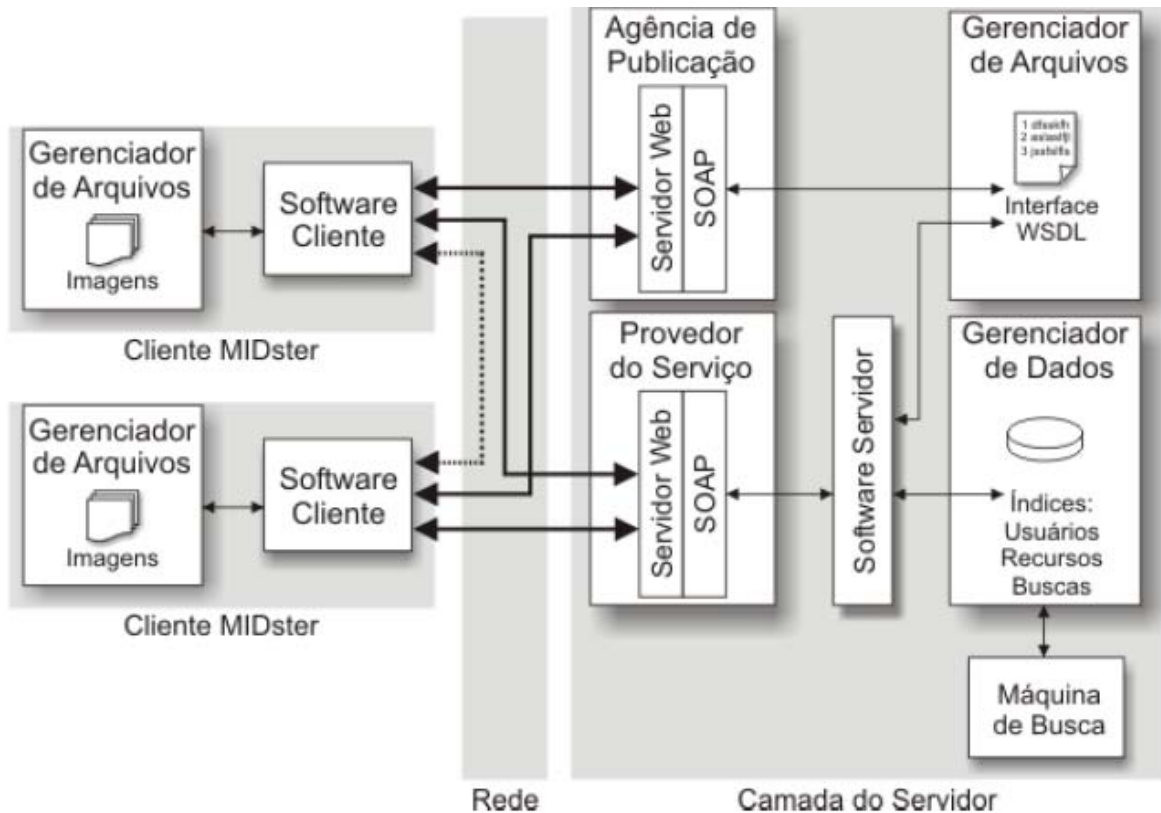 Agência de
Publicação
Servidor Web
SOAP
Gerenciador
de Arquivos
Interface
WSDL
Gerenciador
de Arquivos
Imagens
Software
Cliente
Cliente MIDster
Provedor
do Serviço
Servidor Web
SOAP
Software Servidor
Gerenciador
de Dados
Índices:
Usuários
Recursos
Buscas
Gerenciador
de Arquivos
Imagens
Software
Cliente
Cliente MIDster
Máquina
de Busca
Rede
Camada do Servidor